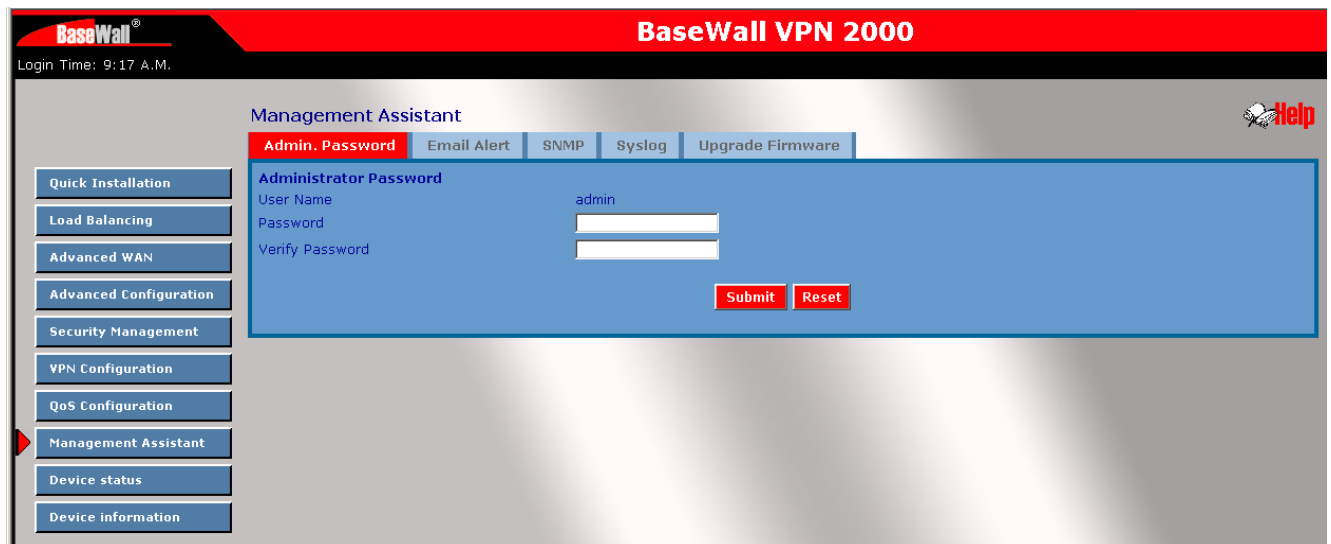 BaseWall®
BaseWall VPN 2000
Login Time: 9:17 A.M.
Management Assistant
Help
Admin. Password Email Alert SNMP Syslog Upgrade Firmware
Administrator Password
User Name admin
Password
Verify Password
Submit Reset
Quick Installation
Load Balancing
Advanced WAN
Advanced Configuration
Security Management
VPN Configuration
QoS Configuration
Management Assistant
Device status
Device information